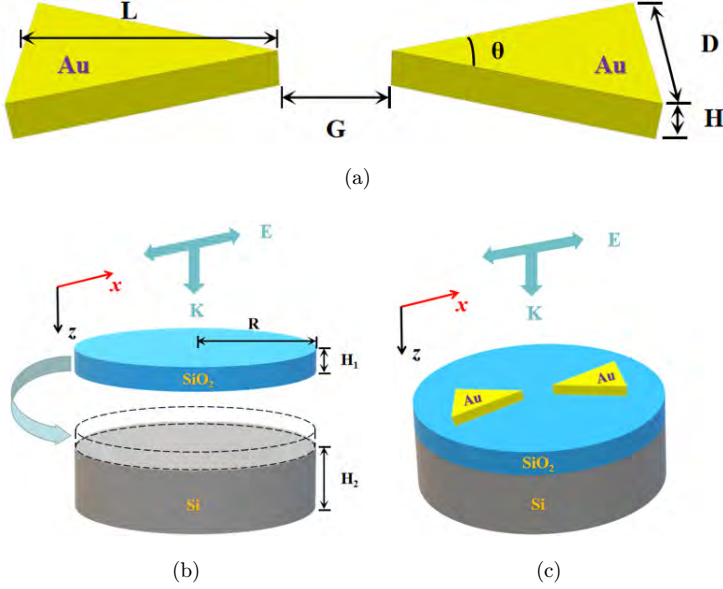 L
Au
θ
Au
D
G
H
(a)
E
K
x
z
R
H₁
SiO₂
H₂
Si
(b)
E
K
x
z
Au
Au
SiO₂
Si
(c)